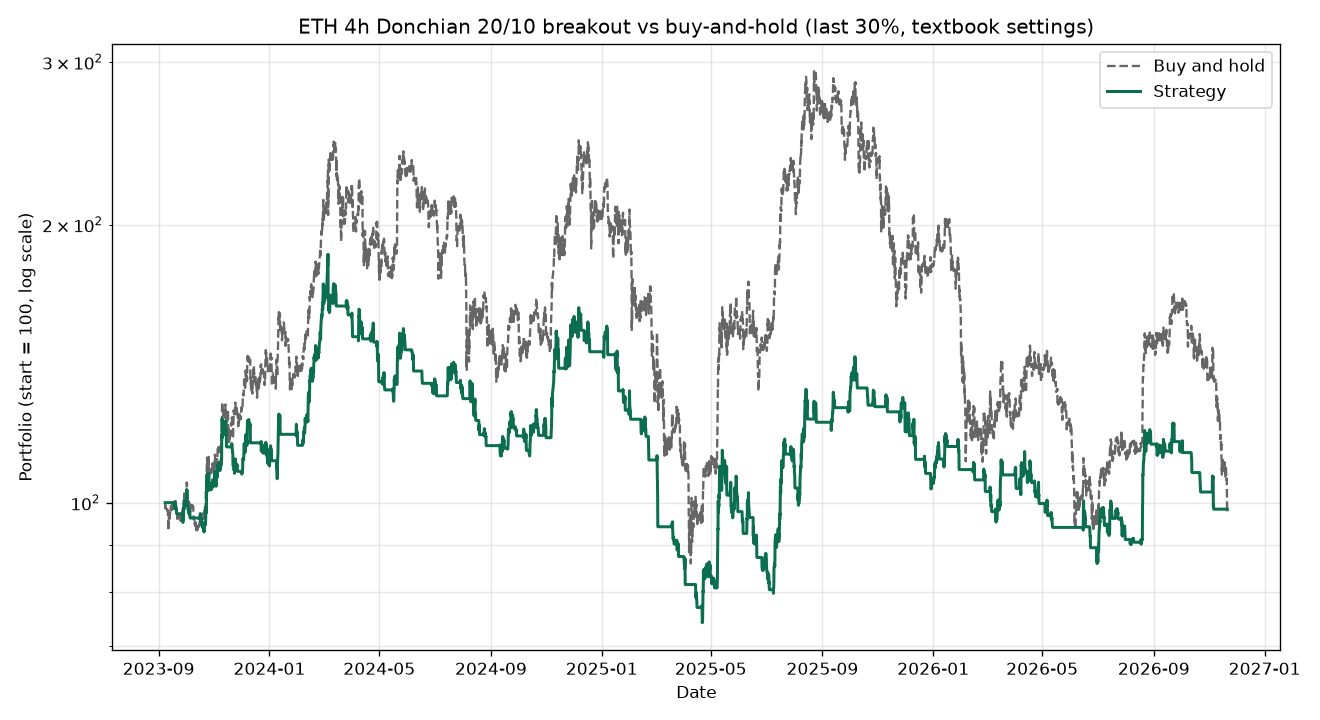 ETH 4h Donchian 20/10 breakout vs buy-and-hold (last 30%, textbook settings)
Buy and hold
Strategy
Portfolio (start = 100, log scale)
3 × 10²
2 × 10²
10²
2023-09 2024-01 2024-05 2024-09 2025-01 2025-05 2025-09 2026-01 2026-05 2026-09 2027-01
Date